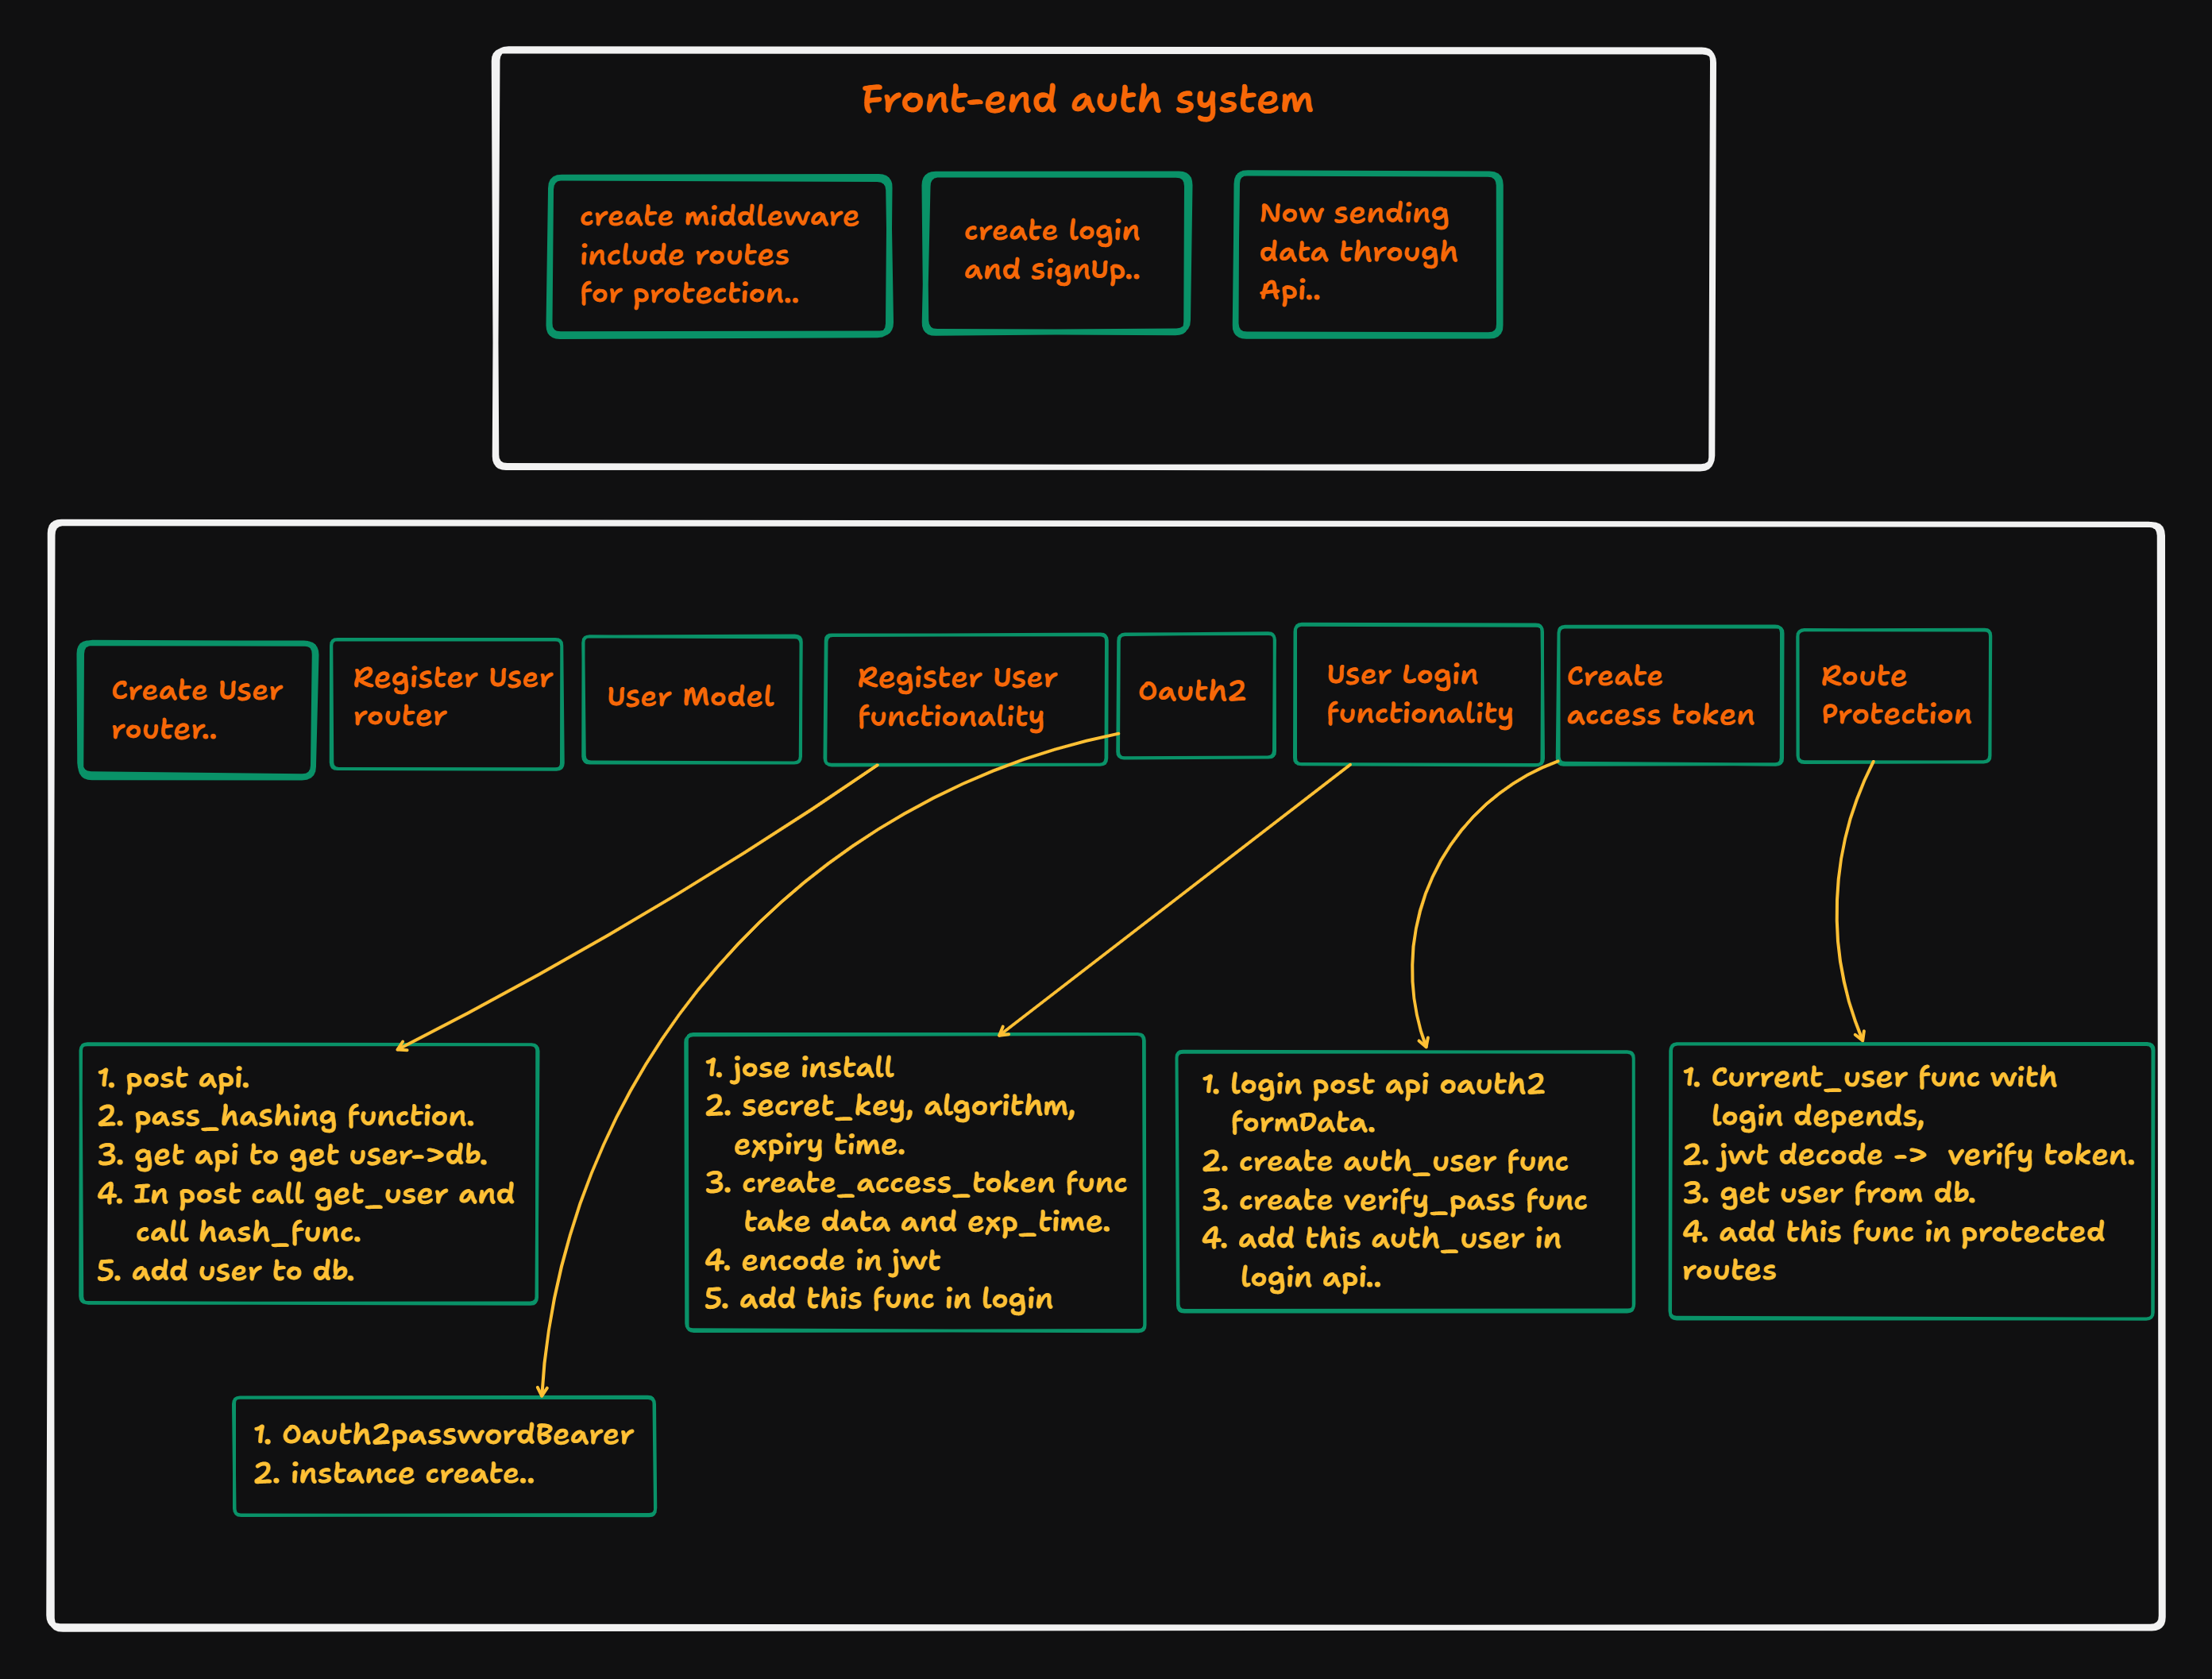 Front-end auth system
create middleware
include routes
for protection..
create login
and signUp..
Now sending
data through
Api..
Create User
router..
Register User
router
User Model
Register User
functionality
Oauth2
User Login
functionality
Create
access token
Route
Protection
1. post api.
2. pass_hashing function.
3. get api to get user->db.
4. In post call get_user and
call hash_func.
5. add user to db.
1. jose install
2. secret_key, algorithm,
expiry time.
3. create_access_token func
take data and exp_time.
4. encode in jwt
5. add this func in login
1. login post api oauth2
formData.
2. create auth_user func
3. create verify_pass func
4. add this auth_user in
login api..
1. Current_user func with
login depends,
2. jwt decode -> verify token.
3. get user from db.
4. add this func in protected
routes
1. Oauth2passwordBearer
2. instance create..